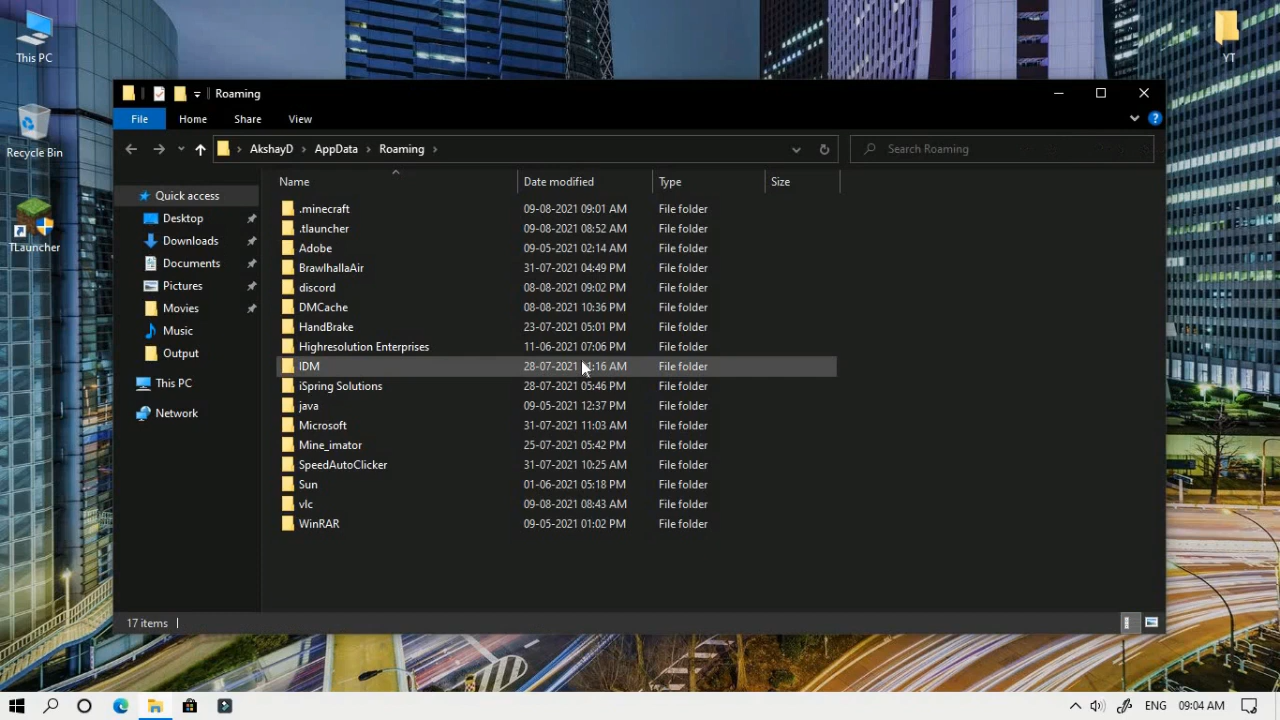 This PC
Recycle Bin
TLauncher
YT
Roaming
File Home Share View
AkshayD AppData Roaming
Search Roaming
Quick access
Desktop
Downloads
Documents
Pictures
Movies
Music
Output
This PC
Network
Name Date modified Type Size
.minecraft 09-08-2021 09:01 AM File folder
.tlauncher 09-08-2021 08:52 AM File folder
Adobe 09-05-2021 02:14 AM File folder
BrawlhallaAir 31-07-2021 04:49 PM File folder
discord 08-08-2021 09:02 PM File folder
DMCache 08-08-2021 10:36 PM File folder
HandBrake 23-07-2021 05:01 PM File folder
Highresolution Enterprises 11-06-2021 07:06 PM File folder
IDM 28-07-2021 AM File folder
iSpring Solutions 28-07-2021 05:46 PM File folder
java 09-05-2021 12:37 PM File folder
Microsoft 31-07-2021 11:03 AM File folder
Mine_imator 25-07-2021 05:42 PM File folder
SpeedAutoClicker 31-07-2021 10:25 AM File folder
Sun 01-06-2021 05:18 PM File folder
vlc 09-08-2021 08:43 AM File folder
WinRAR 09-05-2021 01:02 PM File folder
17 items
ENG 09:04 AM